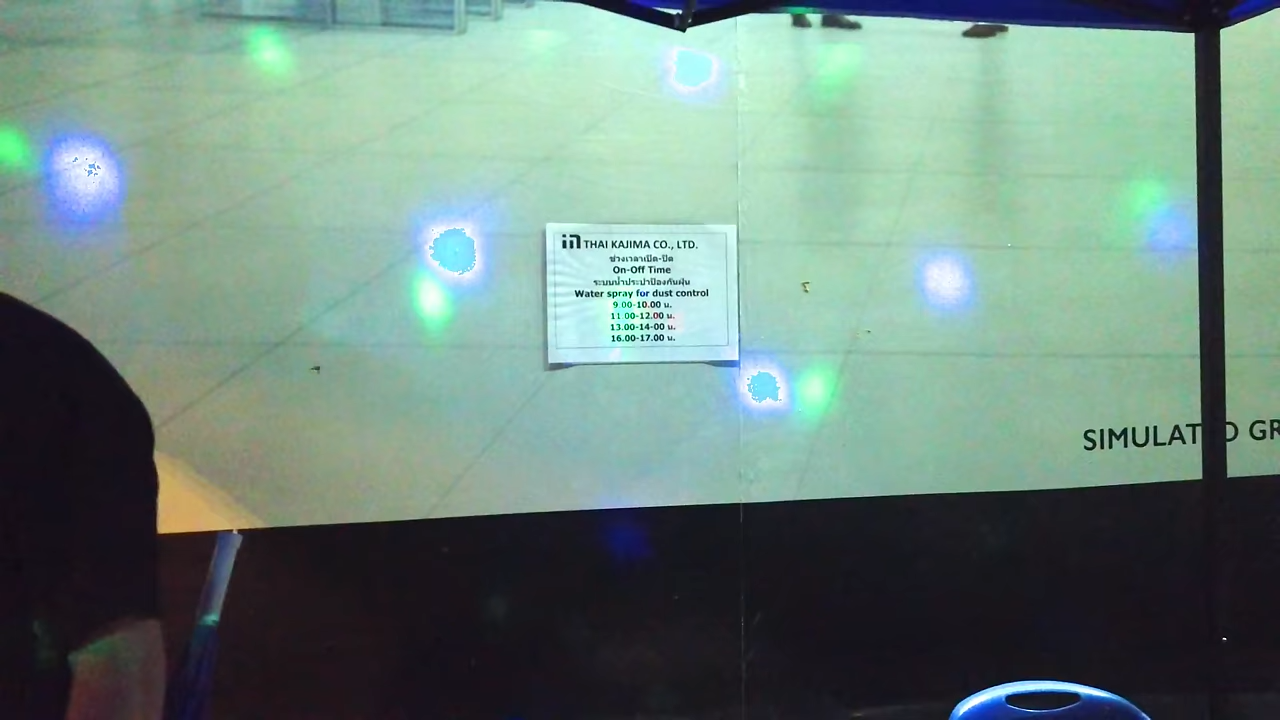 THAI KAJIMA CO., LTD.
ช่วงเวลาเปิด-ปิด
On-Off Time
ระบบน้ำประปาป้องกันฝุ่น
Water spray for dust control
9.00-10.00 น.
11.00-12.00 น.
13.00-14-00 น.
16.00-17.00 น.